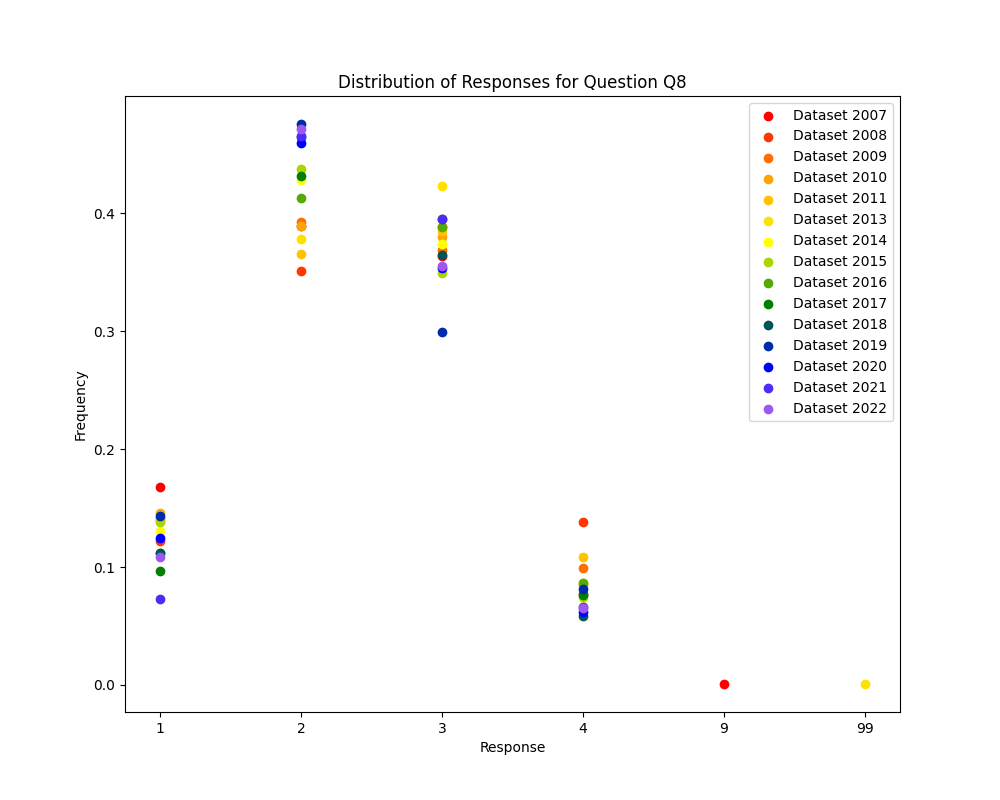 Distribution of Responses for Question Q8
Frequency
0.4
0.3
0.2
0.1
0.0
1 2 3 4 9 99
Response
Dataset 2007
Dataset 2008
Dataset 2009
Dataset 2010
Dataset 2011
Dataset 2013
Dataset 2014
Dataset 2015
Dataset 2016
Dataset 2017
Dataset 2018
Dataset 2019
Dataset 2020
Dataset 2021
Dataset 2022